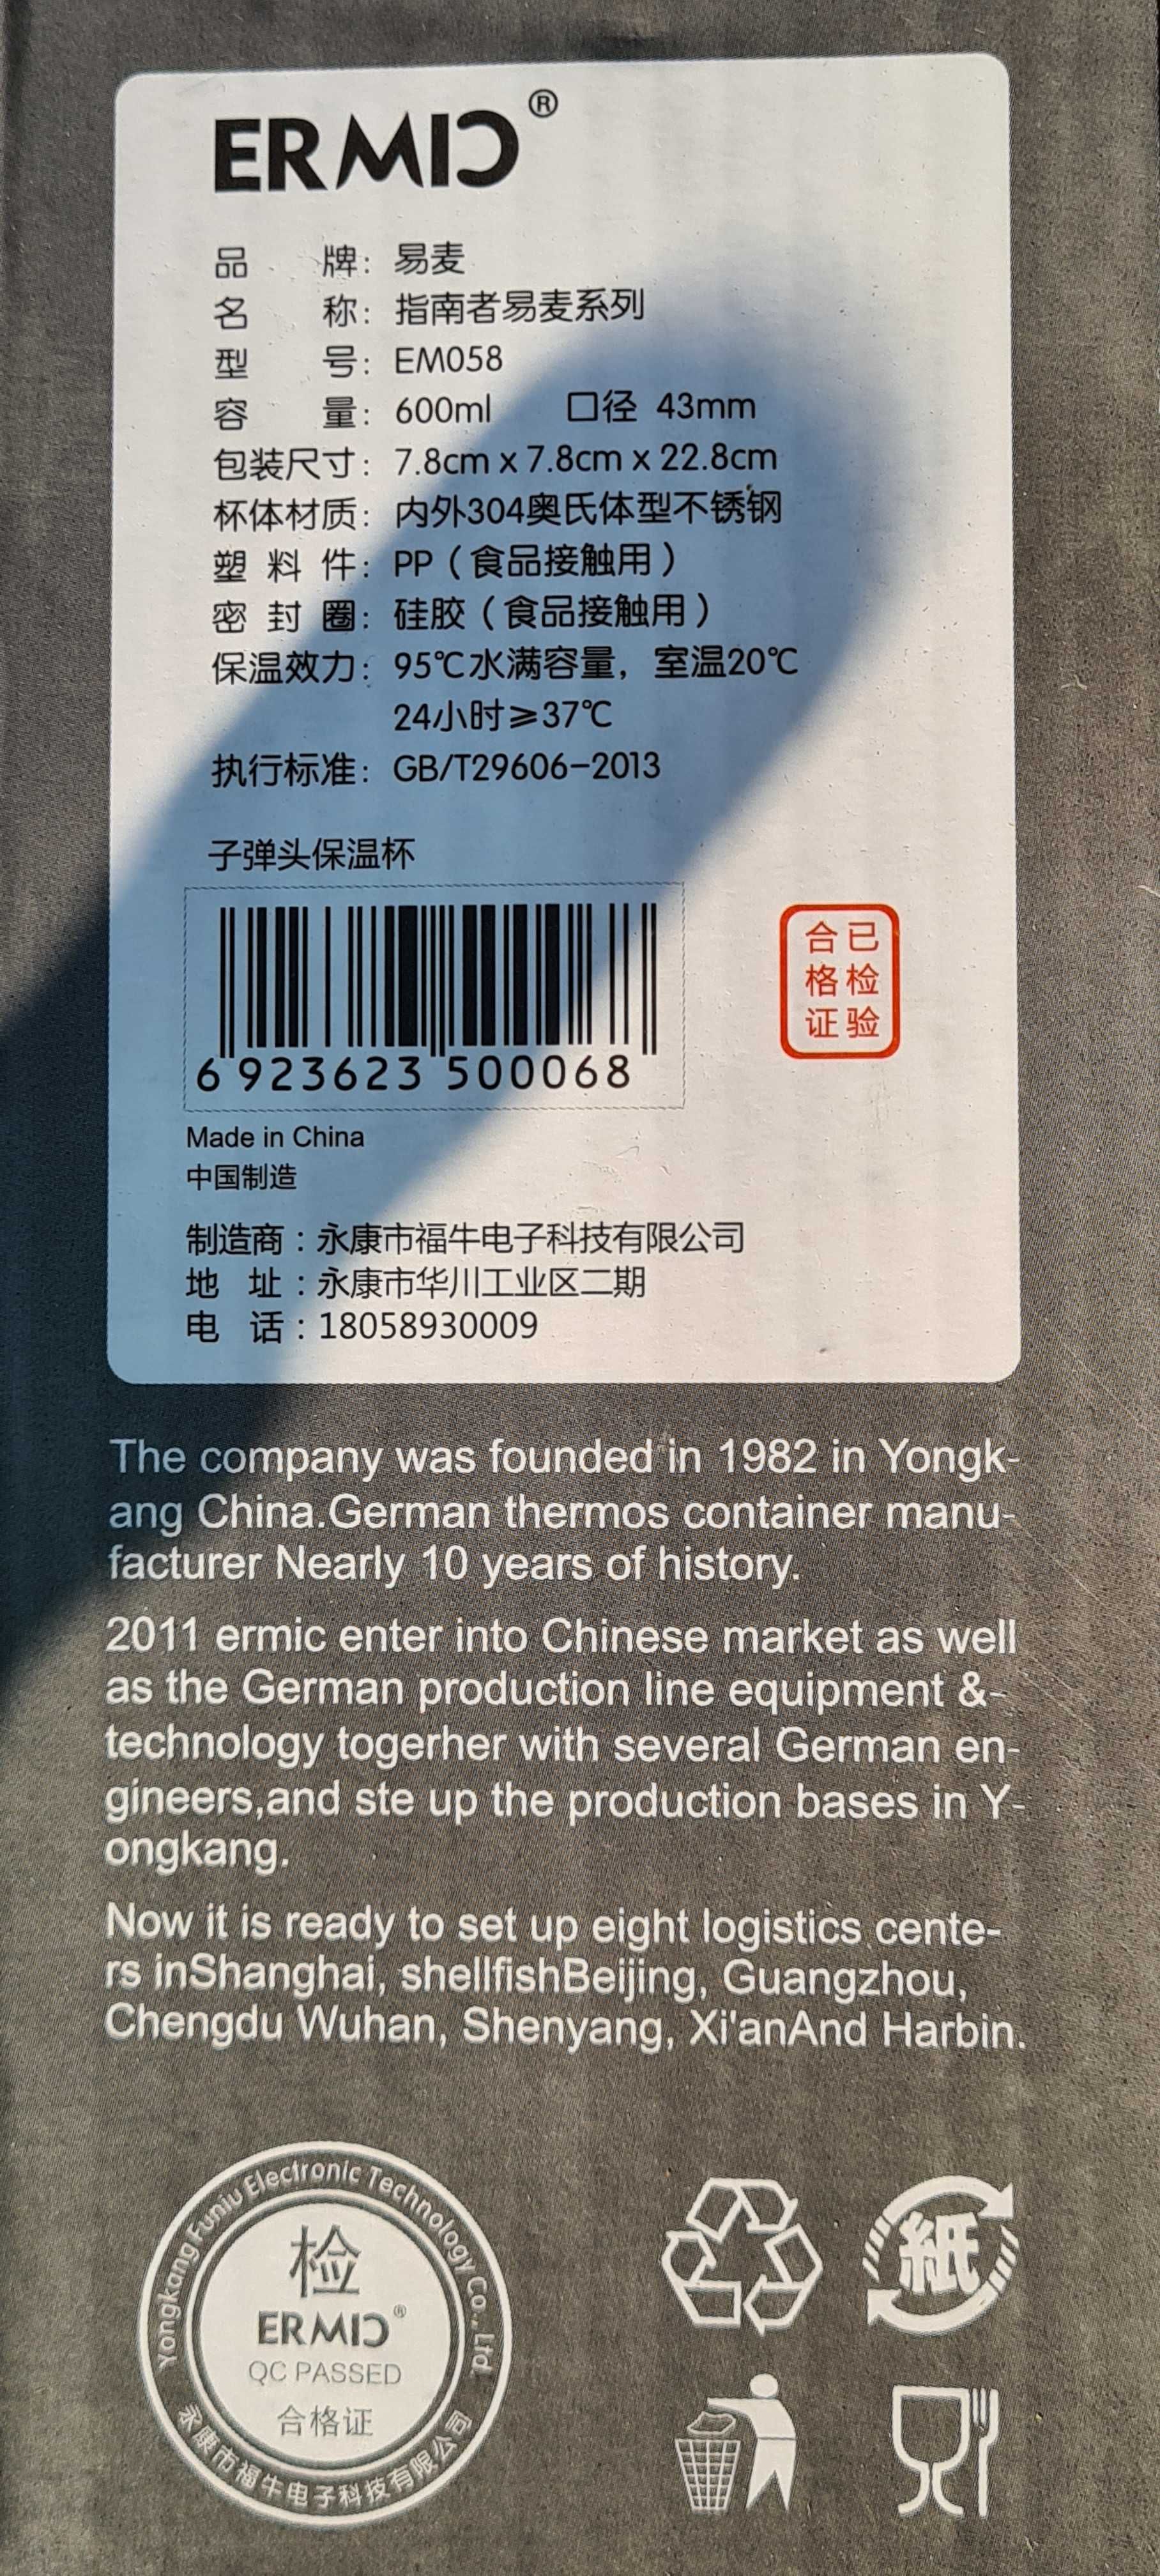 ERMIC®
品 牌：易麦
名 称：指南者易麦系列
型 号：EM058
容 量：600ml 口径 43mm
包装尺寸：7.8cm x 7.8cm x 22.8cm
杯体材质：内外304奥氏体型不锈钢
塑 料 件：PP（食品接触用）
密 封 圈：硅胶（食品接触用）
保温效力：95℃水满容量，室温20℃
24小时≥37℃
执行标准：GB/T29606-2013
子弹头保温杯
6 923623 500068
已检验
合格证
Made in China
中国制造
制造商：永康市福牛电子科技有限公司
地 址：永康市华川工业区二期
电 话：18058930009
The company was founded in 1982 in Yongk-
ang China.German thermos container manu-
facturer Nearly 10 years of history.
2011 ermic enter into Chinese market as well
as the German production line equipment &-
technology togerher with several German en-
gineers,and ste up the production bases in Y-
ongkang.
Now it is ready to set up eight logistics cente-
rs inShanghai, shellfishBeijing, Guangzhou,
Chengdu Wuhan, Shenyang, Xi'anAnd Harbin.
Yongkang Funiu Electronic Technology Co., Ltd.
检
ERMIC®
QC PASSED
合格证
永康市福牛电子科技有限公司
紙